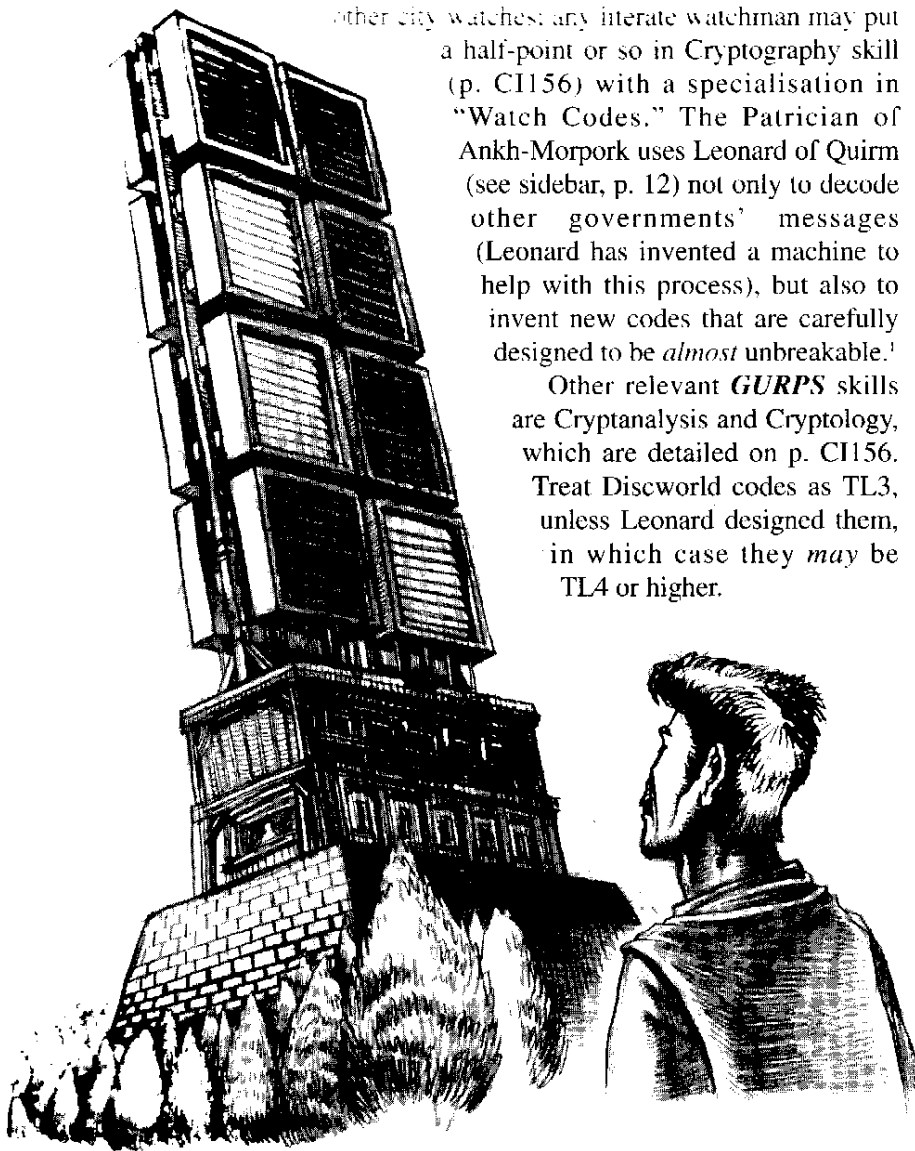 other city watches: any literate watchman may put
a half-point or so in Cryptography skill
(p. CI156) with a specialisation in
“Watch Codes.” The Patrician of
Ankh-Morpork uses Leonard of Quirm
(see sidebar, p. 12) not only to decode
other governments’ messages
(Leonard has invented a machine to
help with this process), but also to
invent new codes that are carefully
designed to be almost unbreakable.¹
Other relevant GURPS skills
are Cryptanalysis and Cryptology,
which are detailed on p. CI156.
Treat Discworld codes as TL3,
unless Leonard designed them,
in which case they may be
TL4 or higher.